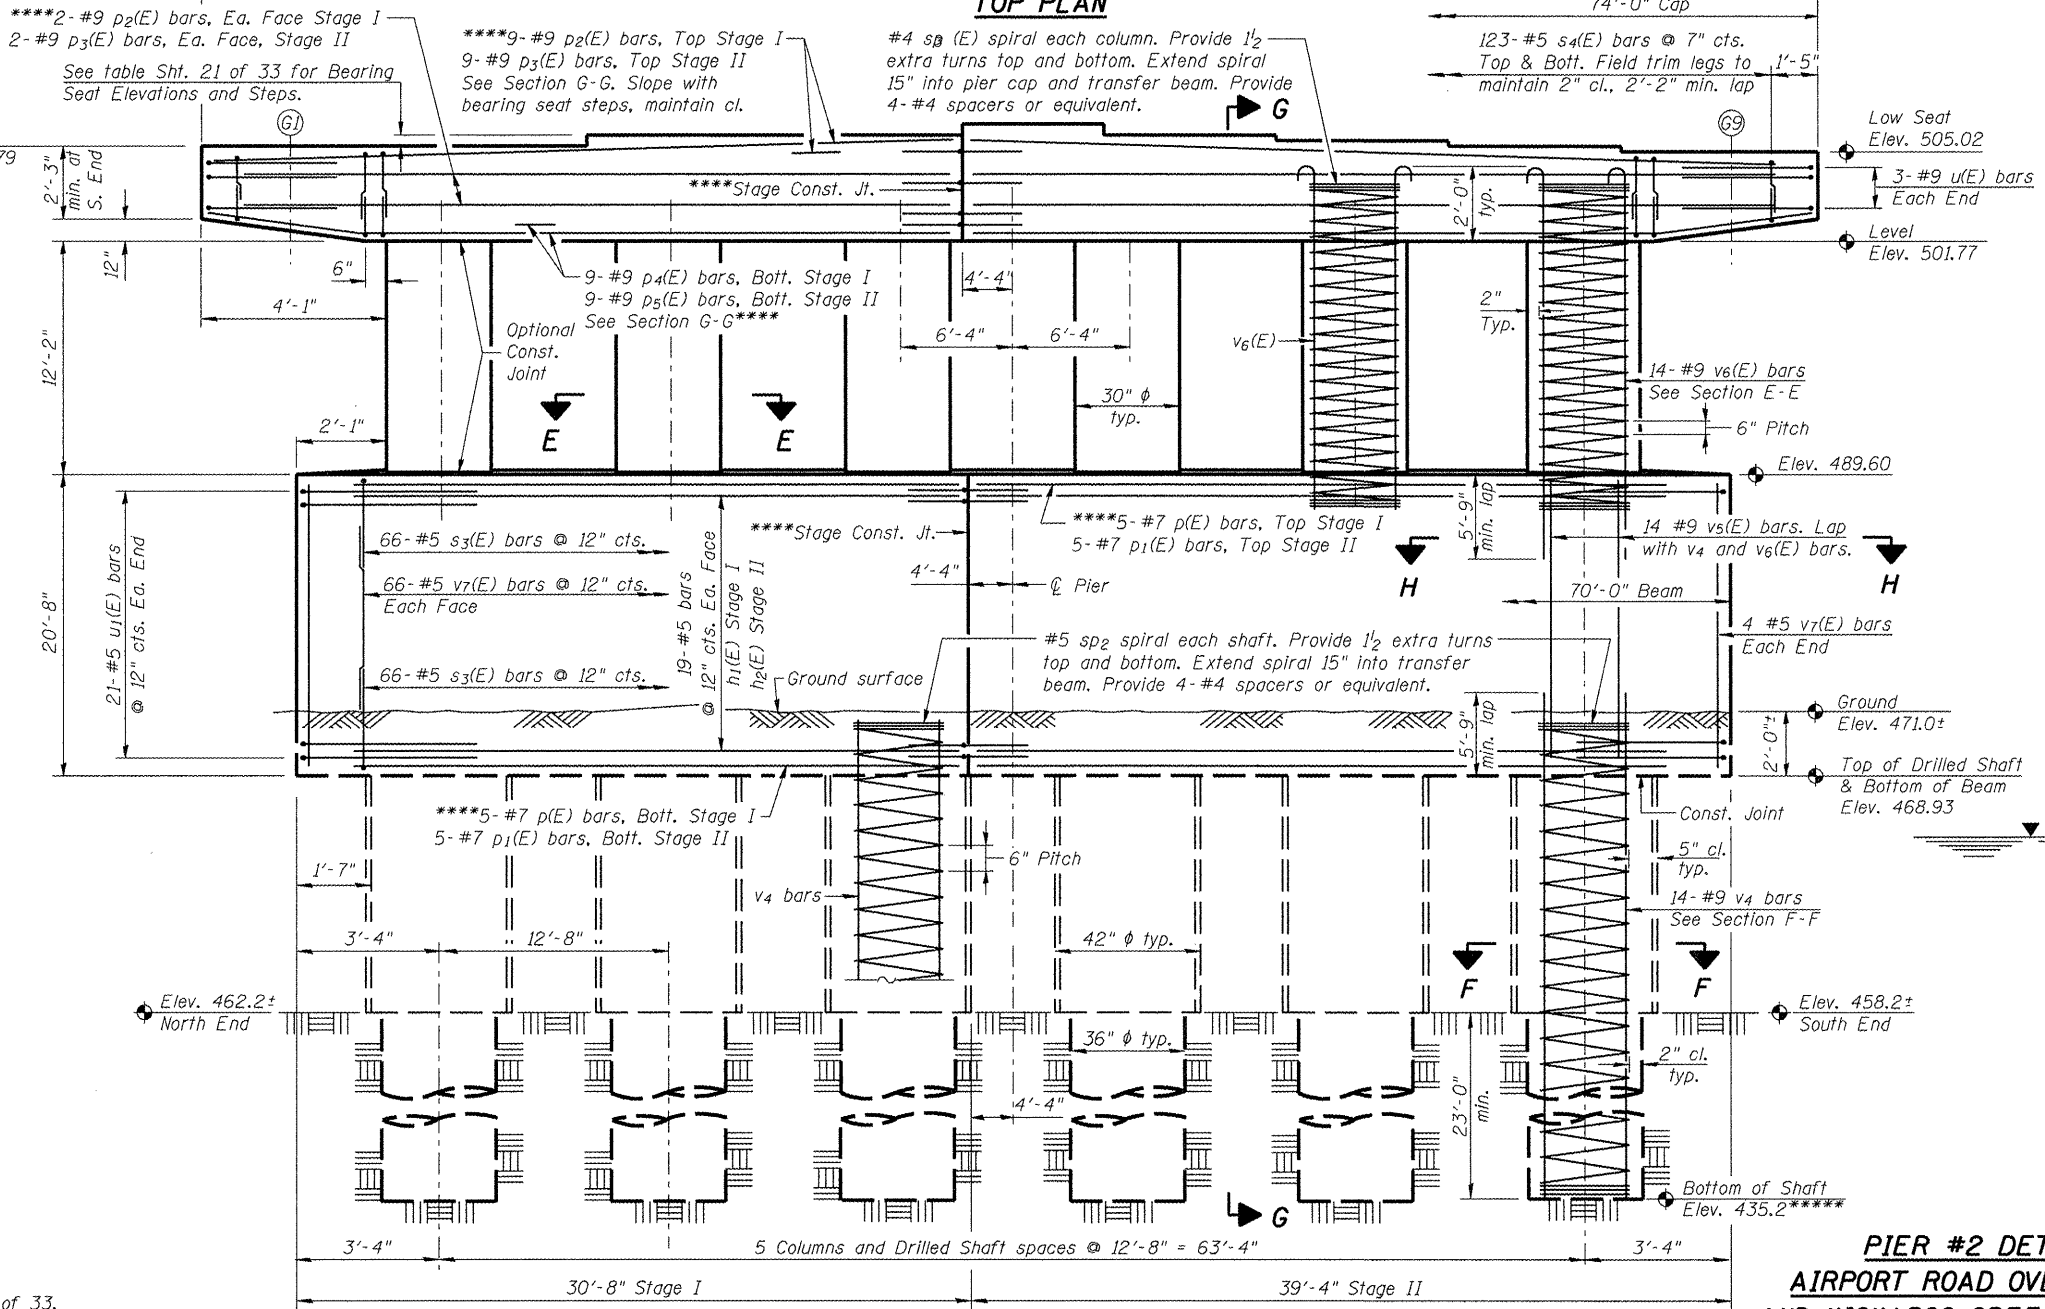 TOP PLAN
****2-#9 p2(E) bars, Ea. Face Stage I
2-#9 p3(E) bars, Ea. Face, Stage II
See table Sht. 21 of 33 for Bearing
Seat Elevations and Steps.
****9-#9 p2(E) bars, Top Stage I
9-#9 p3(E) bars, Top Stage II
See Section G-G. Slope with
bearing seat steps, maintain cl.
extra turns top and bottom. Extend spiral
15" into pier cap and transfer beam. Provide
4-#4 spacers or equivalent.
74'-0" Cap
123-#5 s4(E) bars @ 7" cts.
Top & Bott. Field trim legs to
maintain 2" cl., 2'-2" min. lap
1'-5"
G
G1
G9
79
Low Seat
Elev. 505.02
2'-3"
min. at
S. End
****Stage Const. Jt.
2'-0"
typ.
3-#9 u(E) bars
Each End
Level
Elev. 501.77
12"
6"
4'-1"
9-#9 p4(E) bars, Bott. Stage I
9-#9 p5(E) bars, Bott. Stage II
See Section G-G****
4'-4"
2"
Typ.
12'-2"
Optional
Const.
Joint
6'-4"
6'-4"
v6(E)
14-#9 v6(E) bars
See Section E-E
30" ϕ
typ.
E
E
6" Pitch
2'-1"
Elev. 489.60
20'-8"
21-#5 u1(E) bars
@ 12" cts. Ea. End
66-#5 s3(E) bars @ 12" cts.
66-#5 v7(E) bars @ 12" cts.
Each Face
66-#5 s3(E) bars @ 12" cts.
19-#5 bars
@ 12" cts. Ea. Face
h1(E) Stage I
h2(E) Stage II
****Stage Const. Jt.
****5-#7 p(E) bars, Top Stage I
5-#7 p1(E) bars, Top Stage II
5'-9"
min. lap
14 #9 v5(E) bars. Lap
with v4 and v6(E) bars.
H
H
4'-4"
℄ Pier
70'-0" Beam
#5 sp2 spiral each shaft. Provide 1½ extra turns
top and bottom. Extend spiral 15" into transfer
beam. Provide 4-#4 spacers or equivalent.
4 #5 v7(E) bars
Each End
Ground surface
5'-9"
min. lap
Ground
Elev. 471.0±
2'-0"±
Top of Drilled Shaft
& Bottom of Beam
Elev. 468.93
****5-#7 p(E) bars, Bott. Stage I
5-#7 p1(E) bars, Bott. Stage II
Const. Joint
1'-7"
6" Pitch
5" cl.
typ.
v4 bars
14-#9 v4 bars
See Section F-F
3'-4"
12'-8"
42" ϕ typ.
F
F
Elev. 462.2±
North End
Elev. 458.2±
South End
36" ϕ typ.
2" cl.
typ.
4'-4"
23'-0"
min.
G
Bottom of Shaft
Elev. 435.2*****
3'-4"
5 Columns and Drilled Shaft spaces @ 12'-8" = 63'-4"
3'-4"
30'-8" Stage I
39'-4" Stage II
PIER #2 DET
AIRPORT ROAD OV
of 33.